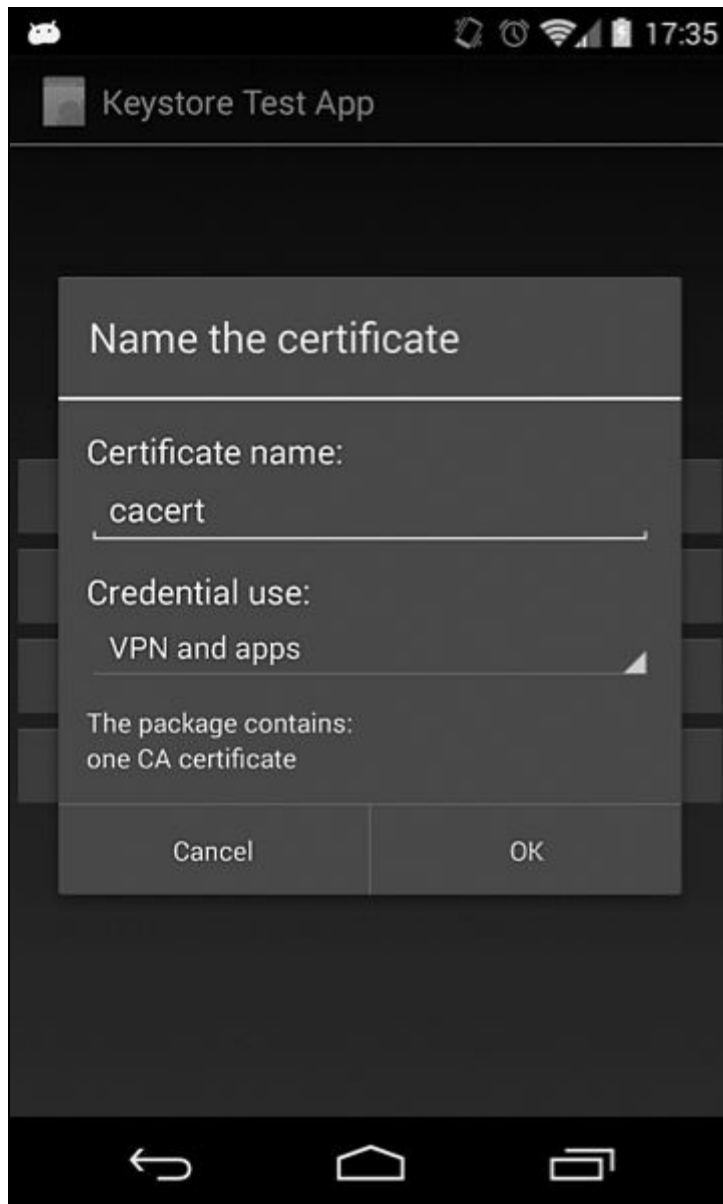 17:35
Keystore Test App
Name the certificate
Certificate name:
cacert
Credential use:
VPN and apps
The package contains:
one CA certificate
Cancel OK